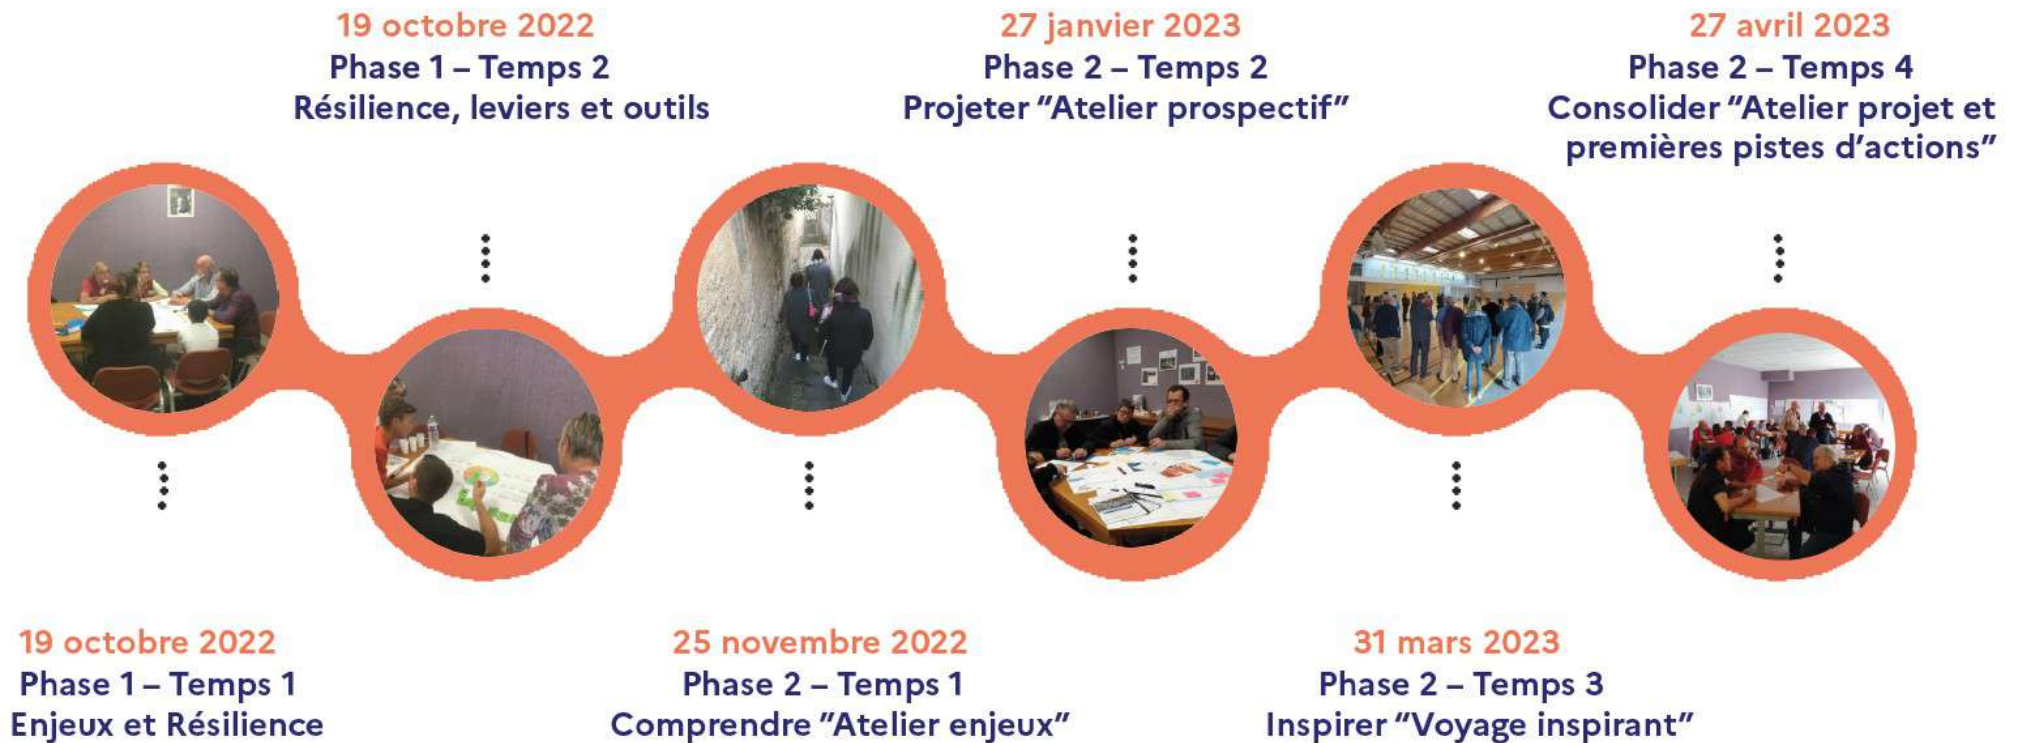 19 octobre 2022
Phase 1 – Temps 2
Résilience, leviers et outils
27 janvier 2023
Phase 2 – Temps 2
Projeter “Atelier prospectif”
27 avril 2023
Phase 2 – Temps 4
Consolider “Atelier projet et
premières pistes d’actions”
19 octobre 2022
Phase 1 – Temps 1
Enjeux et Résilience
25 novembre 2022
Phase 2 – Temps 1
Comprendre ”Atelier enjeux”
31 mars 2023
Phase 2 – Temps 3
Inspirer “Voyage inspirant”